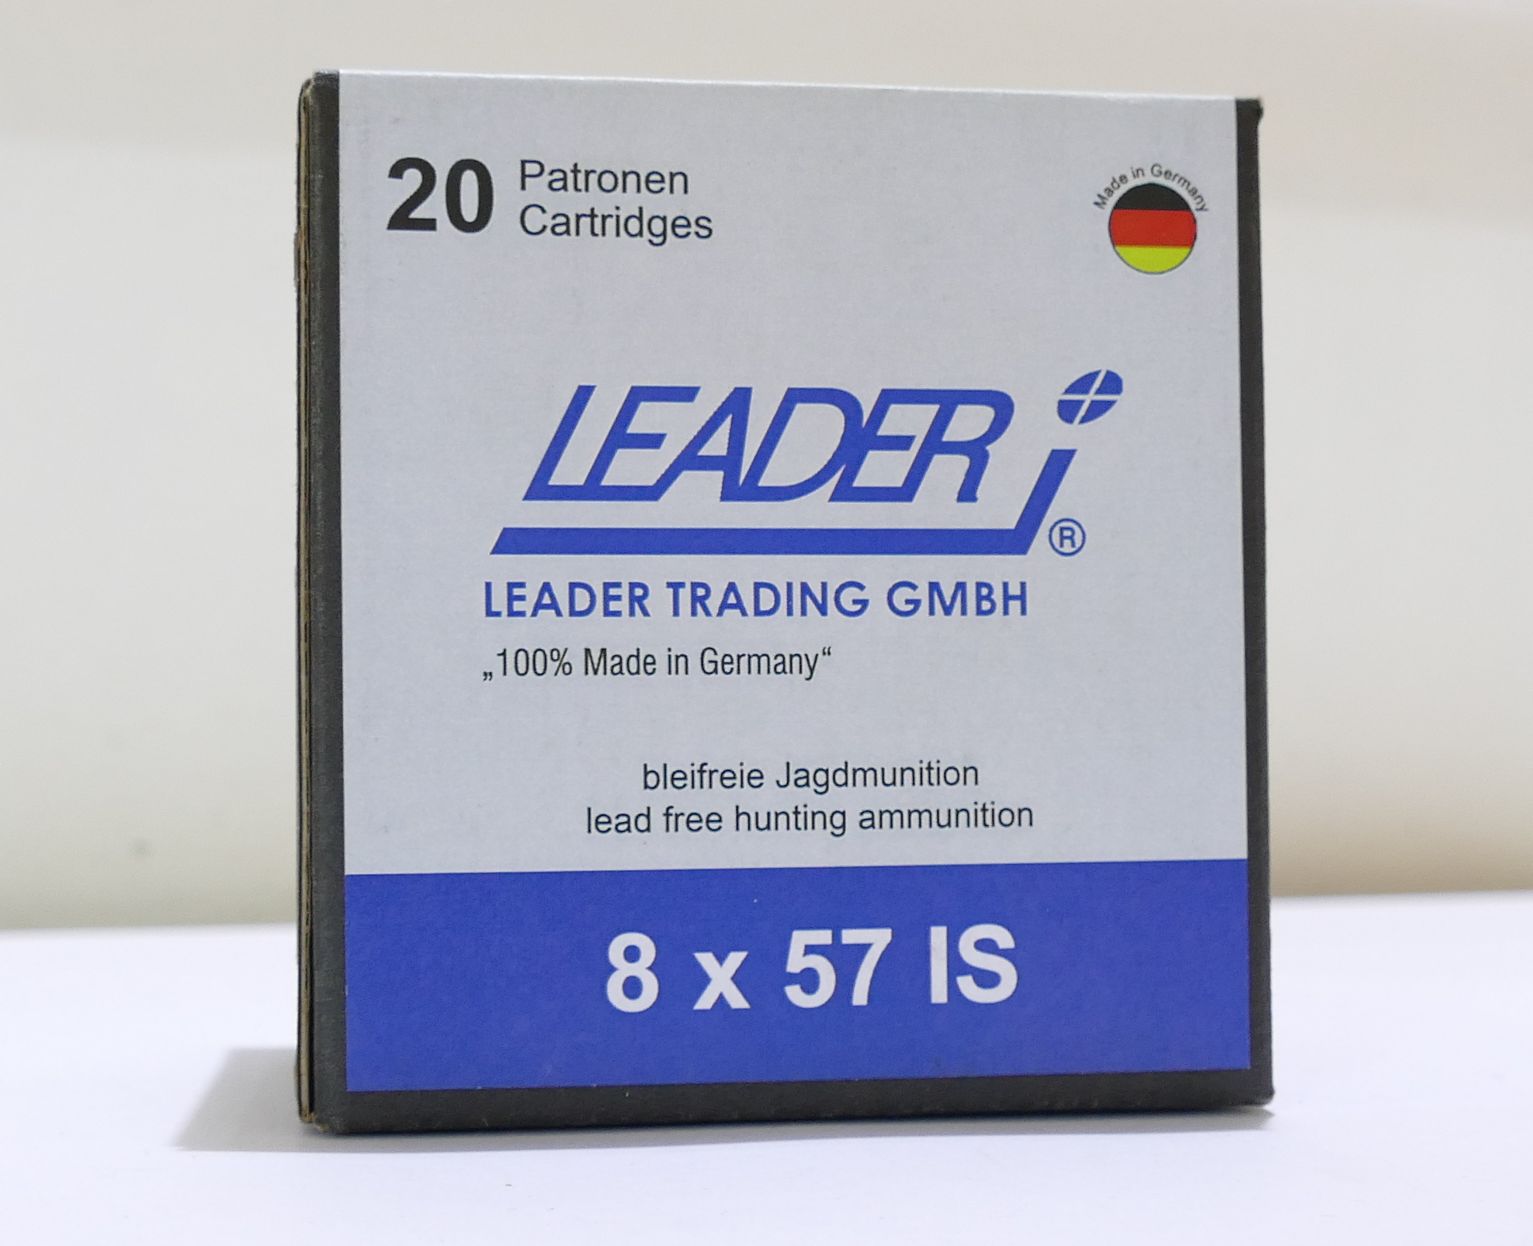 20 Patronen
Cartridges
Made in Germany
LEADER
®
LEADER TRADING GMBH
„100% Made in Germany“
bleifreie Jagdmunition
lead free hunting ammunition
8 x 57 IS